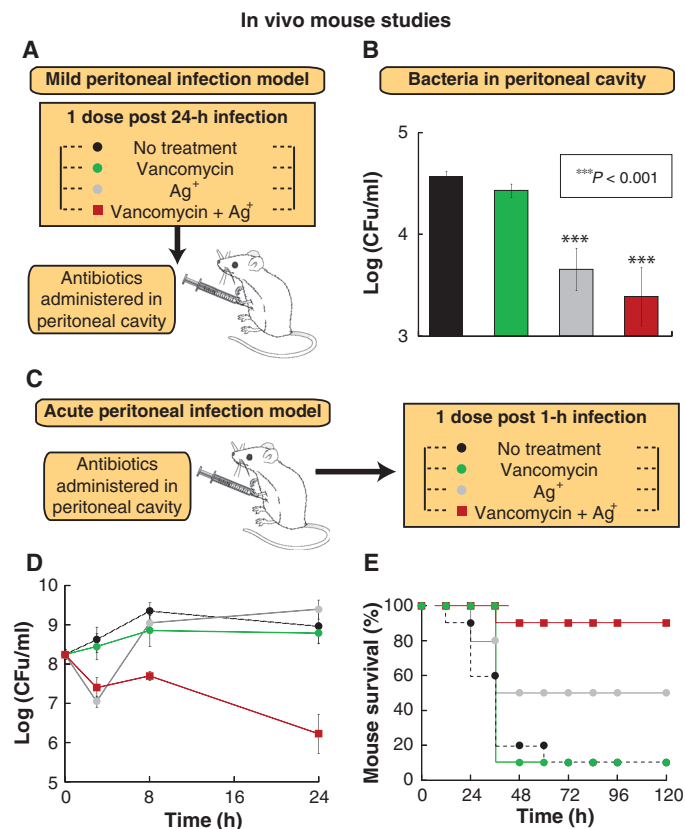 In vivo mouse studies
A
Mild peritoneal infection model
1 dose post 24-h infection
No treatment
Vancomycin
Ag+
Vancomycin + Ag+
Antibiotics
administered in
peritoneal cavity
B
Bacteria in peritoneal cavity
Log (CFu/ml)
5
4
3
***P < 0.001
***
***
C
Acute peritoneal infection model
Antibiotics
administered in
peritoneal cavity
1 dose post 1-h infection
No treatment
Vancomycin
Ag+
Vancomycin + Ag+
D
Log (CFu/ml)
10
9
8
7
6
5
0 8 16 24
Time (h)
E
Mouse survival (%)
100
80
60
40
20
0 24 48 72 96 120
Time (h)